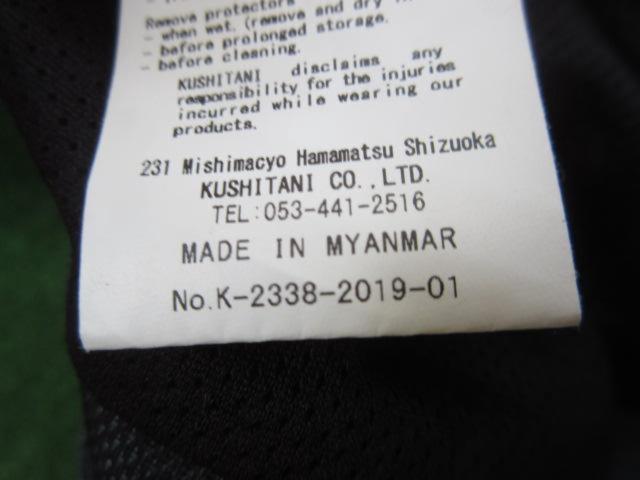 Remove protectors
- when wet. (remove and dry
- before prolonged storage.
- before cleaning.
KUSHITANI disclaims any
responsibility for the injuries
incurred while wearing our
products.
231 Mishimacyo Hamamatsu Shizuoka
KUSHITANI CO.,LTD.
TEL:053-441-2516
MADE IN MYANMAR
No.K-2338-2019-01